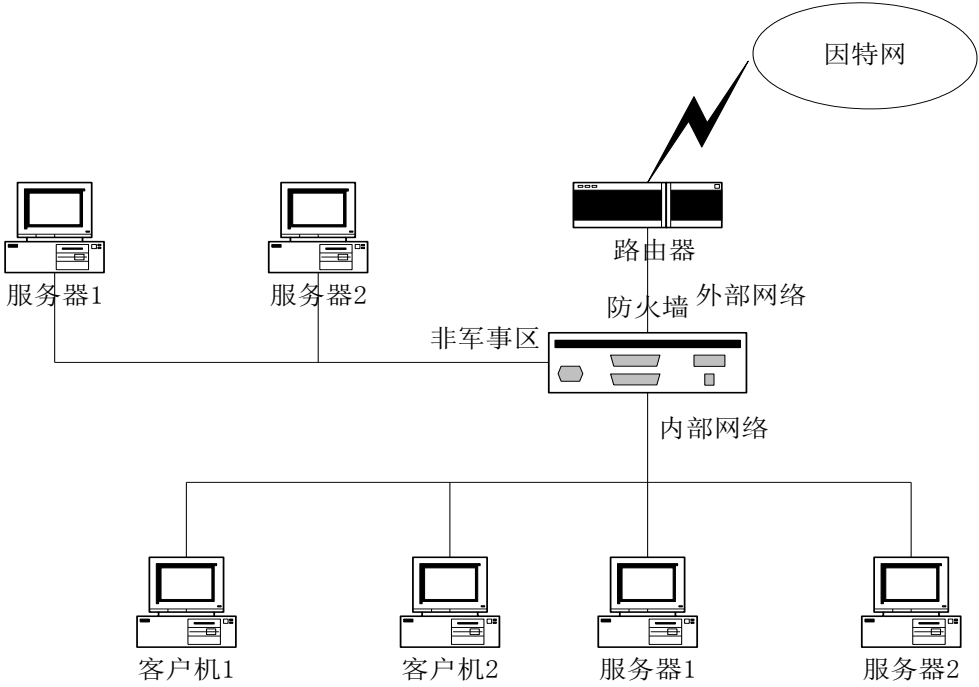 因特网
路由器
服务器1
服务器2
防火墙
外部网络
非军事区
内部网络
客户机1
客户机2
服务器1
服务器2